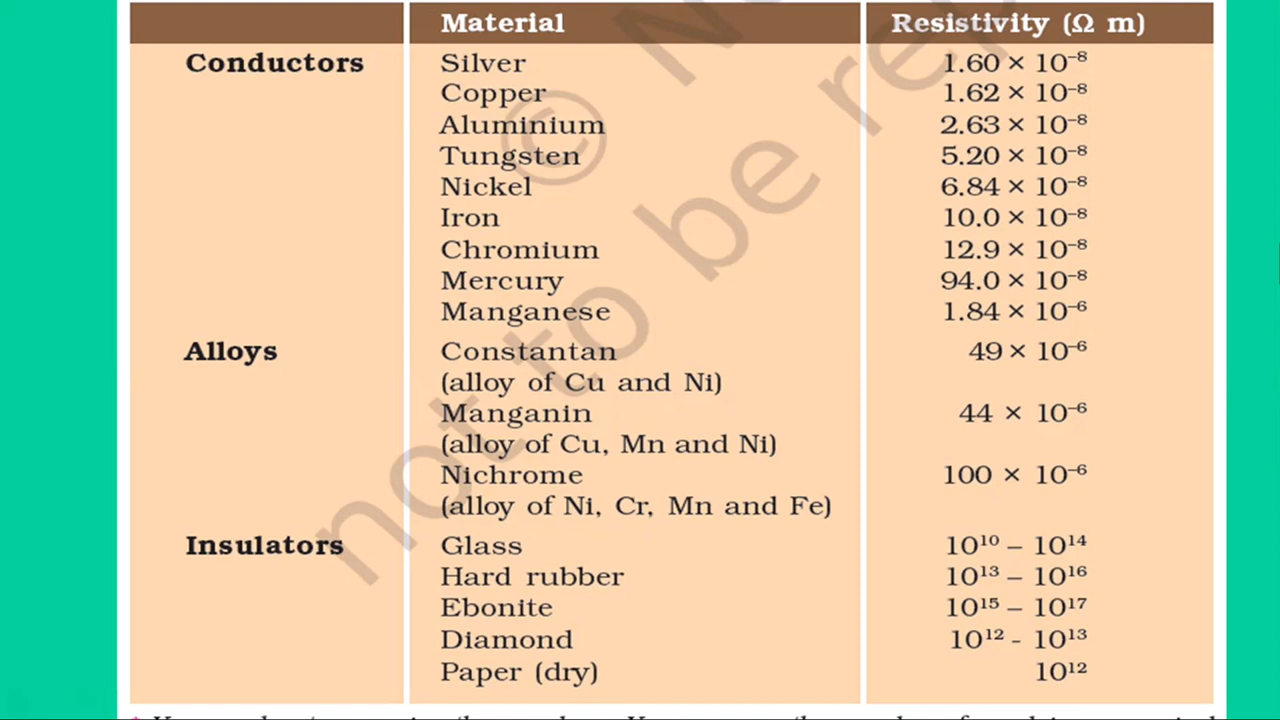 Material Resistivity (Ω m)
Conductors Silver 1.60 × 10⁻⁸
Copper 1.62 × 10⁻⁸
Aluminium 2.63 × 10⁻⁸
Tungsten 5.20 × 10⁻⁸
Nickel 6.84 × 10⁻⁸
Iron 10.0 × 10⁻⁸
Chromium 12.9 × 10⁻⁸
Mercury 94.0 × 10⁻⁸
Manganese 1.84 × 10⁻⁶
Alloys Constantan 49 × 10⁻⁶
(alloy of Cu and Ni)
Manganin 44 × 10⁻⁶
(alloy of Cu, Mn and Ni)
Nichrome 100 × 10⁻⁶
(alloy of Ni, Cr, Mn and Fe)
Insulators Glass 10¹⁰ – 10¹⁴
Hard rubber 10¹³ – 10¹⁶
Ebonite 10¹⁵ – 10¹⁷
Diamond 10¹² - 10¹³
Paper (dry) 10¹²
©
not to be